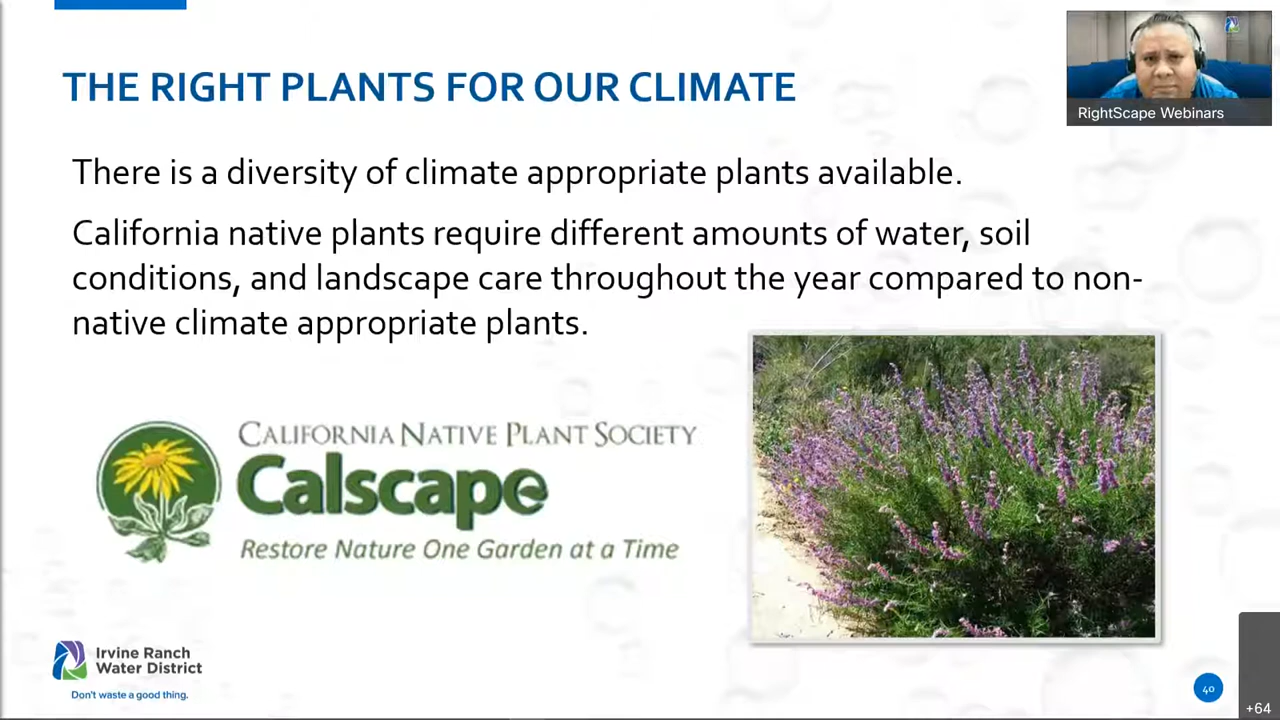 THE RIGHT PLANTS FOR OUR CLIMATE
RightScape Webinars
There is a diversity of climate appropriate plants available.
California native plants require different amounts of water, soil
conditions, and landscape care throughout the year compared to non-
native climate appropriate plants.
CALIFORNIA NATIVE PLANT SOCIETY
Calscape
Restore Nature One Garden at a Time
Irvine Ranch
Water District
Don't waste a good thing.
40
+64